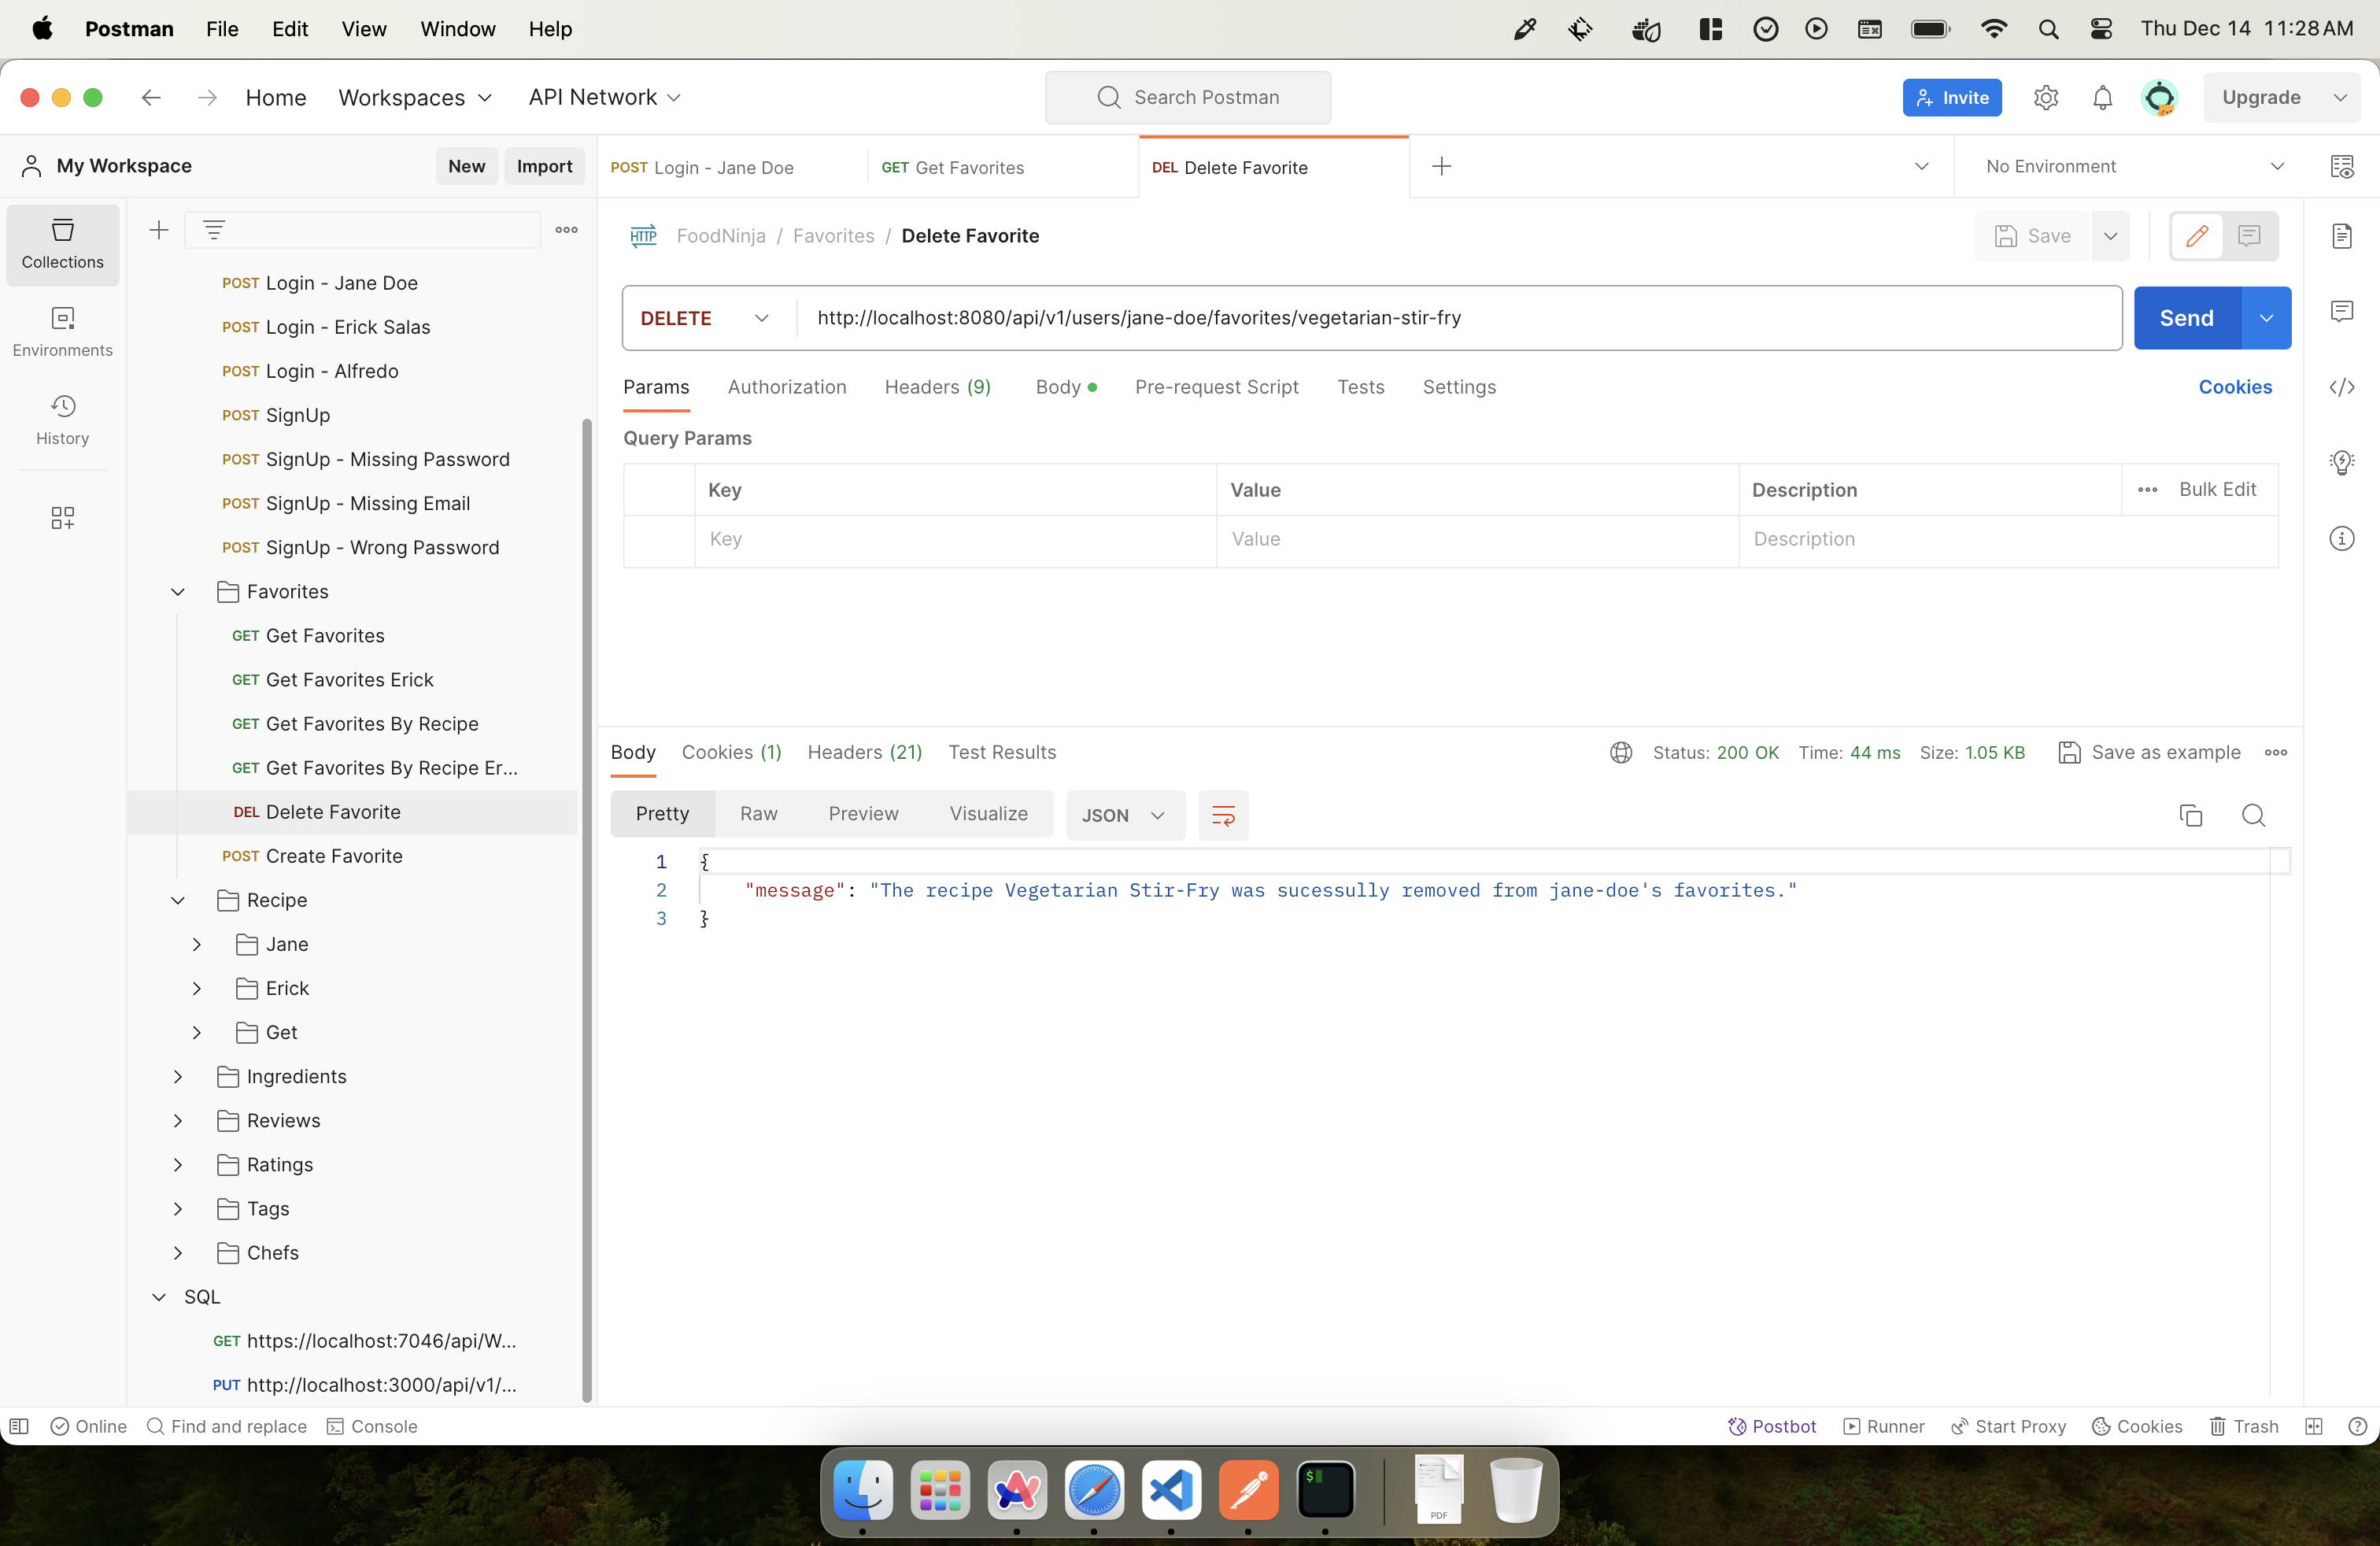 Postman File Edit View Window Help Thu Dec 14 11:28 AM
Home Workspaces API Network Search Postman Invite Upgrade
My Workspace New Import POST Login - Jane Doe GET Get Favorites DEL Delete Favorite No Environment
Collections
Environments
History
POST Login - Jane Doe
POST Login - Erick Salas
POST Login - Alfredo
POST SignUp
POST SignUp - Missing Password
POST SignUp - Missing Email
POST SignUp - Wrong Password
Favorites
GET Get Favorites
GET Get Favorites Erick
GET Get Favorites By Recipe
GET Get Favorites By Recipe Er...
DEL Delete Favorite
POST Create Favorite
Recipe
Jane
Erick
Get
Ingredients
Reviews
Ratings
Tags
Chefs
SQL
GET https://localhost:7046/api/W...
PUT http://localhost:3000/api/v1/...
HTTP FoodNinja / Favorites / Delete Favorite Save
DELETE http://localhost:8080/api/v1/users/jane-doe/favorites/vegetarian-stir-fry Send
Params Authorization Headers (9) Body Pre-request Script Tests Settings Cookies
Query Params
Key Value Description Bulk Edit
Key Value Description
Body Cookies (1) Headers (21) Test Results Status: 200 OK Time: 44 ms Size: 1.05 KB Save as example
Pretty Raw Preview Visualize JSON
1 {
2 "message": "The recipe Vegetarian Stir-Fry was sucessully removed from jane-doe's favorites."
3 }
Online Find and replace Console Postbot Runner Start Proxy Cookies Trash
$
PDF